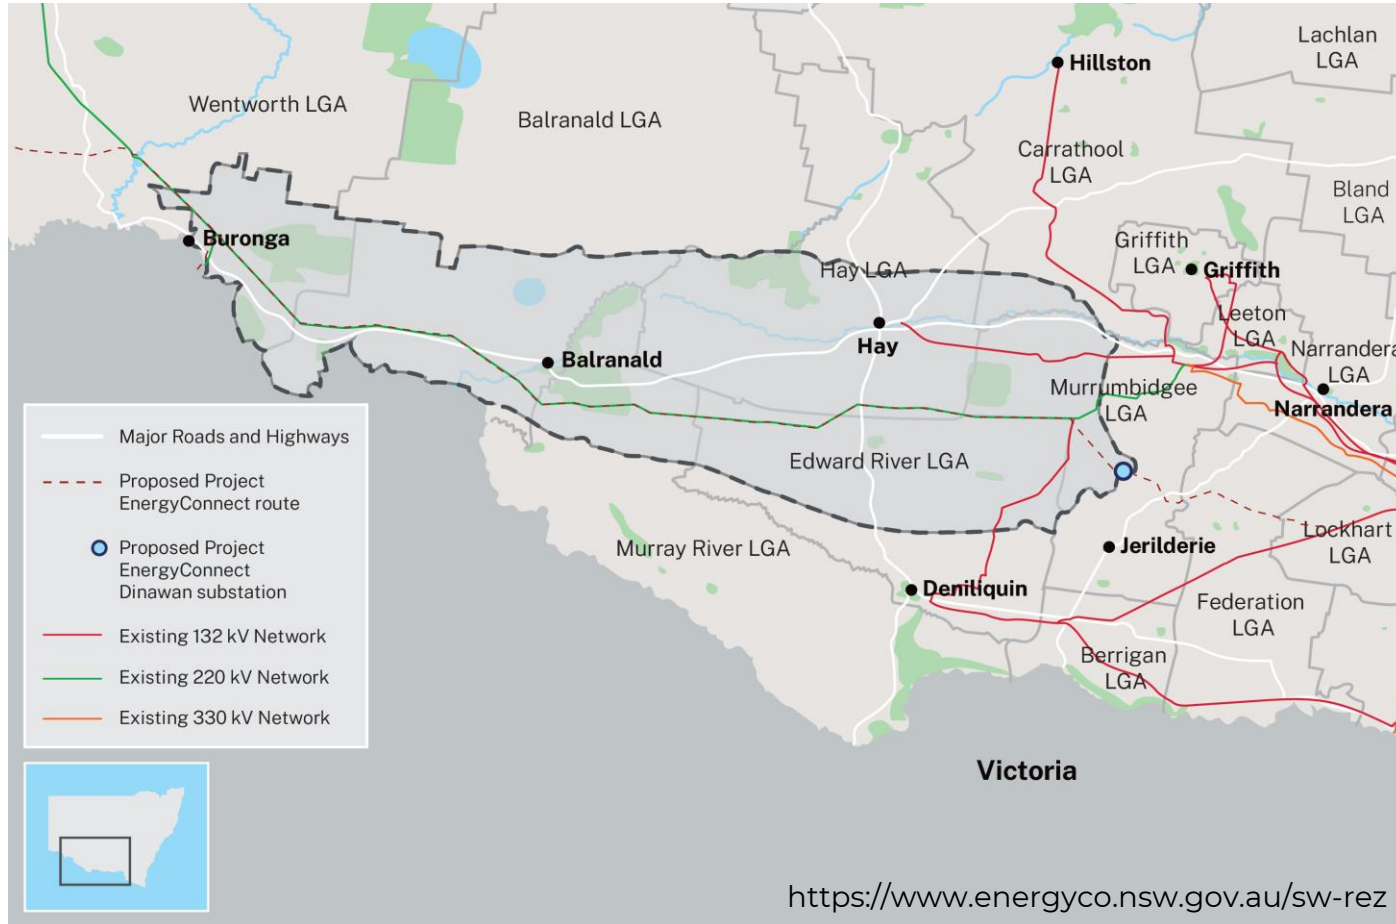 Lachlan
LGA
Hillston
Wentworth LGA
Balranald LGA
Carrathool
LGA
Bland
LGA
Griffith
LGA
Buronga
Hay LGA
Griffith
Leeton
LGA
Hay
Balranald
Narrandera
LGA
Murrumbidgee
LGA
Narrandera
Edward River LGA
Lockhart
LGA
Murray River LGA
Jerilderie
Deniliquin
Federation
LGA
Berrigan
LGA
Victoria
Major Roads and Highways
Proposed Project
EnergyConnect route
Proposed Project
EnergyConnect
Dinawan substation
Existing 132 kV Network
Existing 220 kV Network
Existing 330 kV Network
https://www.energyco.nsw.gov.au/sw-rez